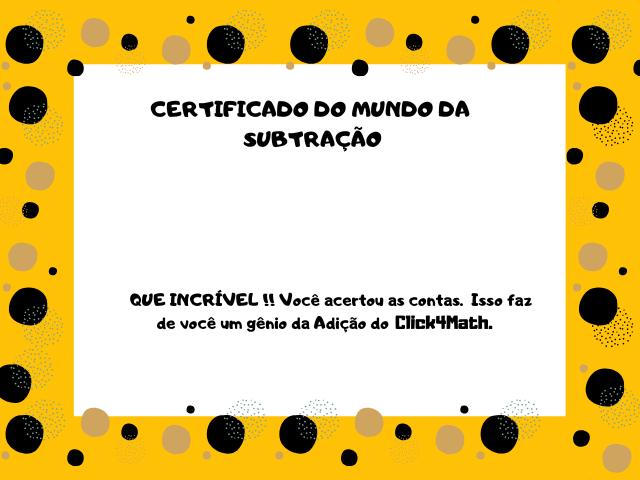 CERTIFICADO DO MUNDO DA
SUBTRAÇÃO
QUE INCRÍVEL !! Você acertou as contas. Isso faz
de você um gênio da Adição do Click4Math.